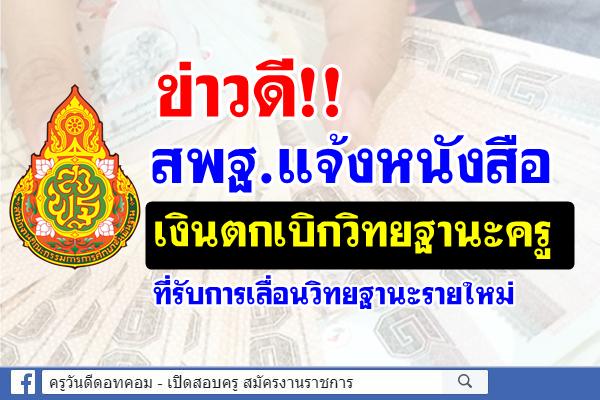 ข่าวดี!!
สพฐ.แจ้งหนังสือ
เงินตกเบิกวิทยฐานะครู
ที่รับการเลื่อนวิทยฐานะรายใหม่
f ครูวันดีดอทคอม - เปิดสอบครู สมัครงานราชการ